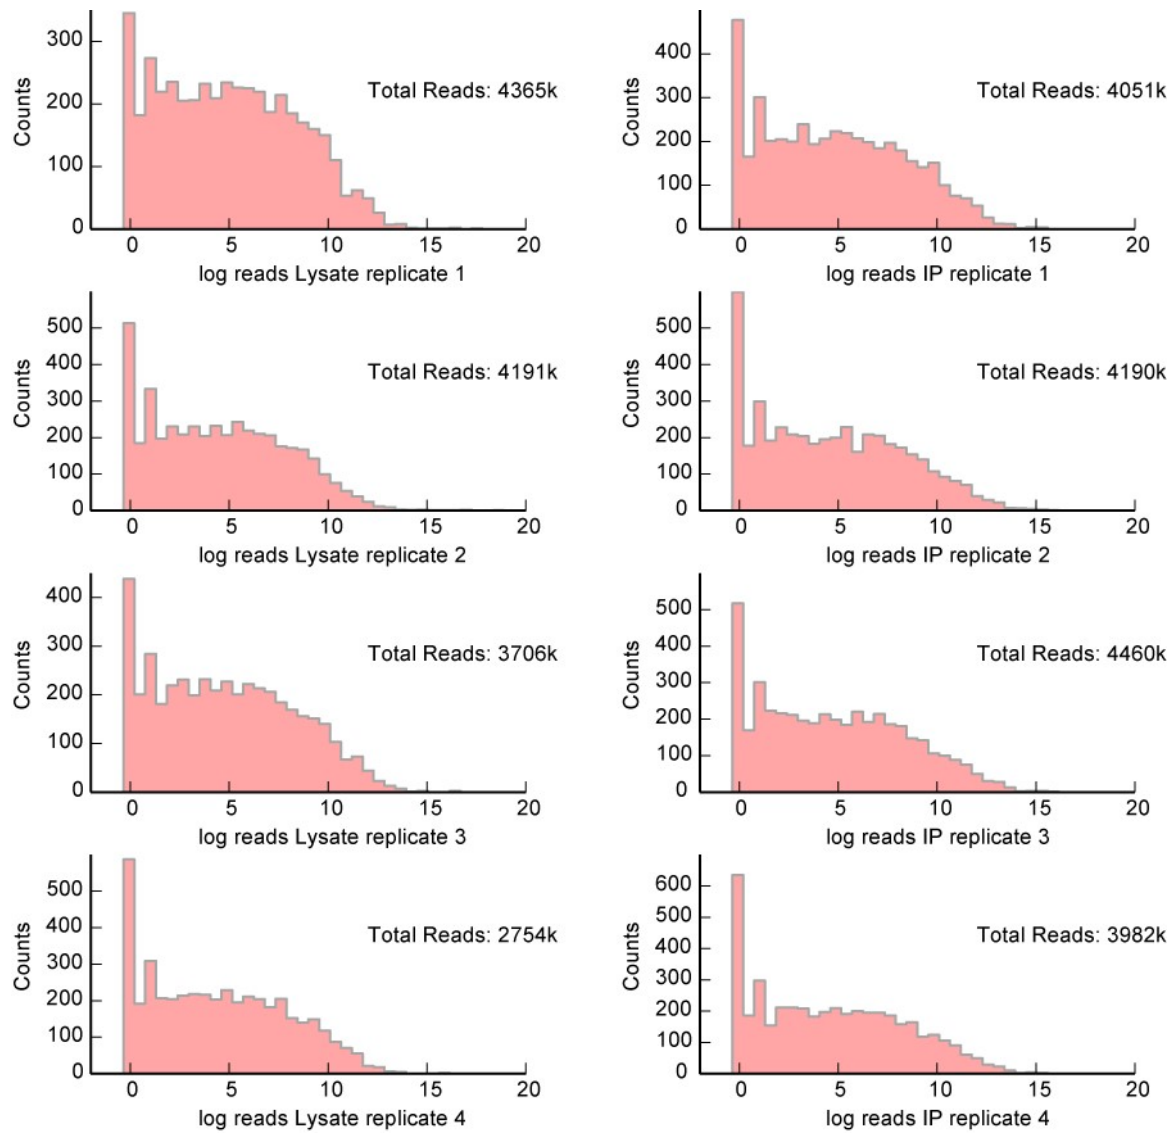 300
200
100
0
Counts
Total Reads: 4365k
0 5 10 15 20
log reads Lysate replicate 1
400
300
200
100
0
Counts
Total Reads: 4051k
0 5 10 15 20
log reads IP replicate 1
500
400
300
200
100
0
Counts
Total Reads: 4191k
0 5 10 15 20
log reads Lysate replicate 2
500
400
300
200
100
0
Counts
Total Reads: 4190k
0 5 10 15 20
log reads IP replicate 2
400
300
200
100
0
Counts
Total Reads: 3706k
0 5 10 15 20
log reads Lysate replicate 3
500
400
300
200
100
0
Counts
Total Reads: 4460k
0 5 10 15 20
log reads IP replicate 3
500
400
300
200
100
0
Counts
Total Reads: 2754k
0 5 10 15 20
log reads Lysate replicate 4
600
500
400
300
200
100
0
Counts
Total Reads: 3982k
0 5 10 15 20
log reads IP replicate 4